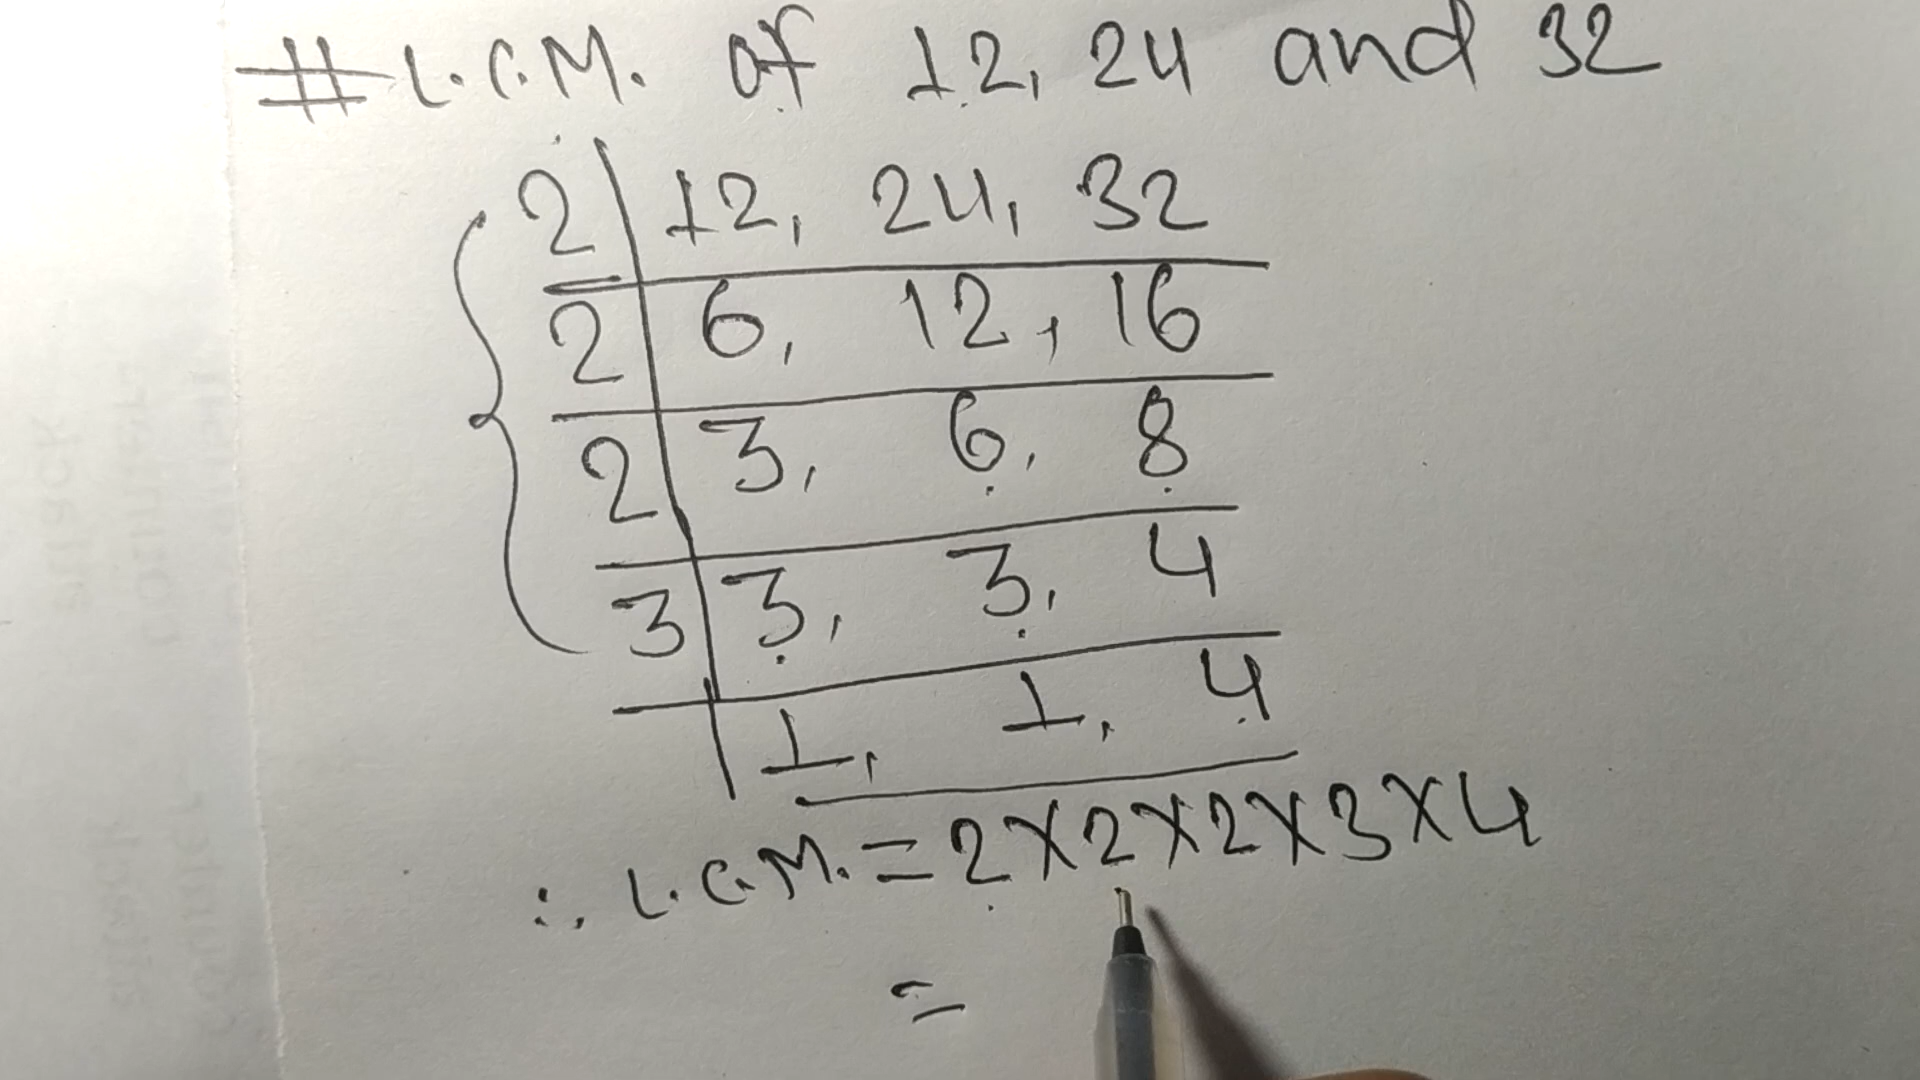 # L.C.M. of 12, 24 and 32
2 | 12, 24, 32
2 | 6, 12, 16
2 | 3, 6, 8
3 | 3, 3, 4
| 1, 1, 4
∴ L.C.M. = 2×2×2×3×4
=